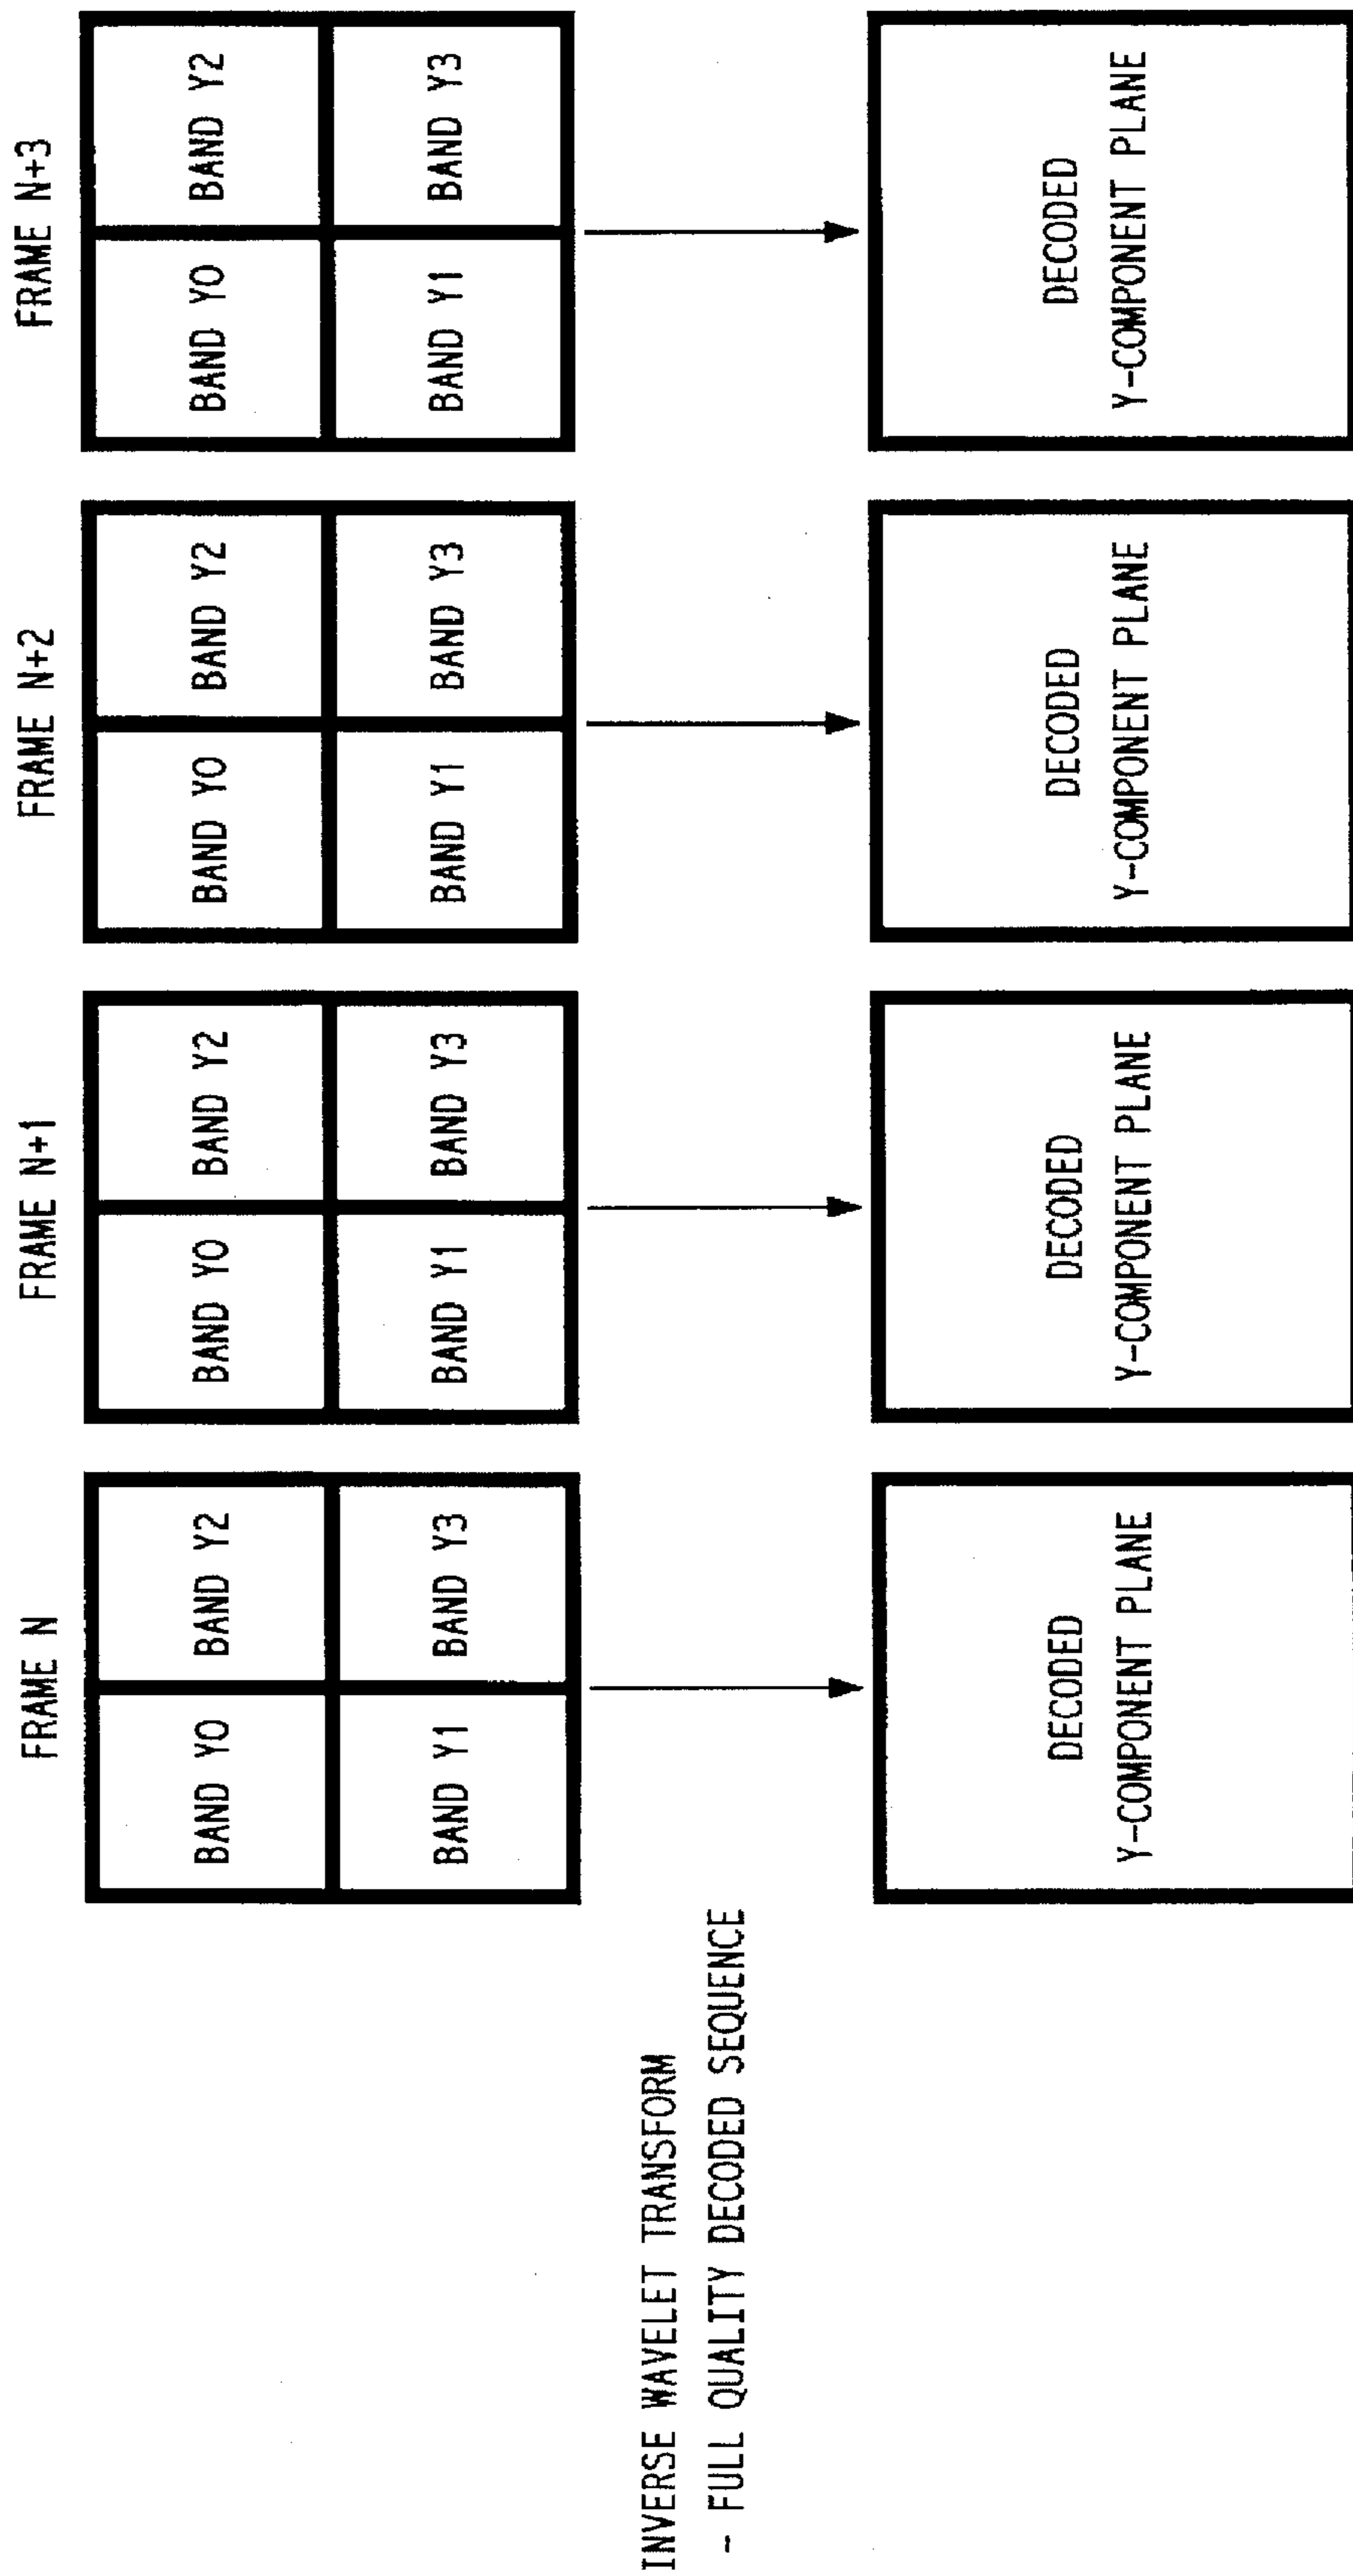 FRAME N
FRAME N+1
FRAME N+2
FRAME N+3
BAND Y0
BAND Y2
BAND Y0
BAND Y2
BAND Y0
BAND Y2
BAND Y0
BAND Y2
BAND Y1
BAND Y3
BAND Y1
BAND Y3
BAND Y1
BAND Y3
BAND Y1
BAND Y3
INVERSE WAVELET TRANSFORM
- FULL QUALITY DECODED SEQUENCE
DECODED
Y-COMPONENT PLANE
DECODED
Y-COMPONENT PLANE
DECODED
Y-COMPONENT PLANE
DECODED
Y-COMPONENT PLANE